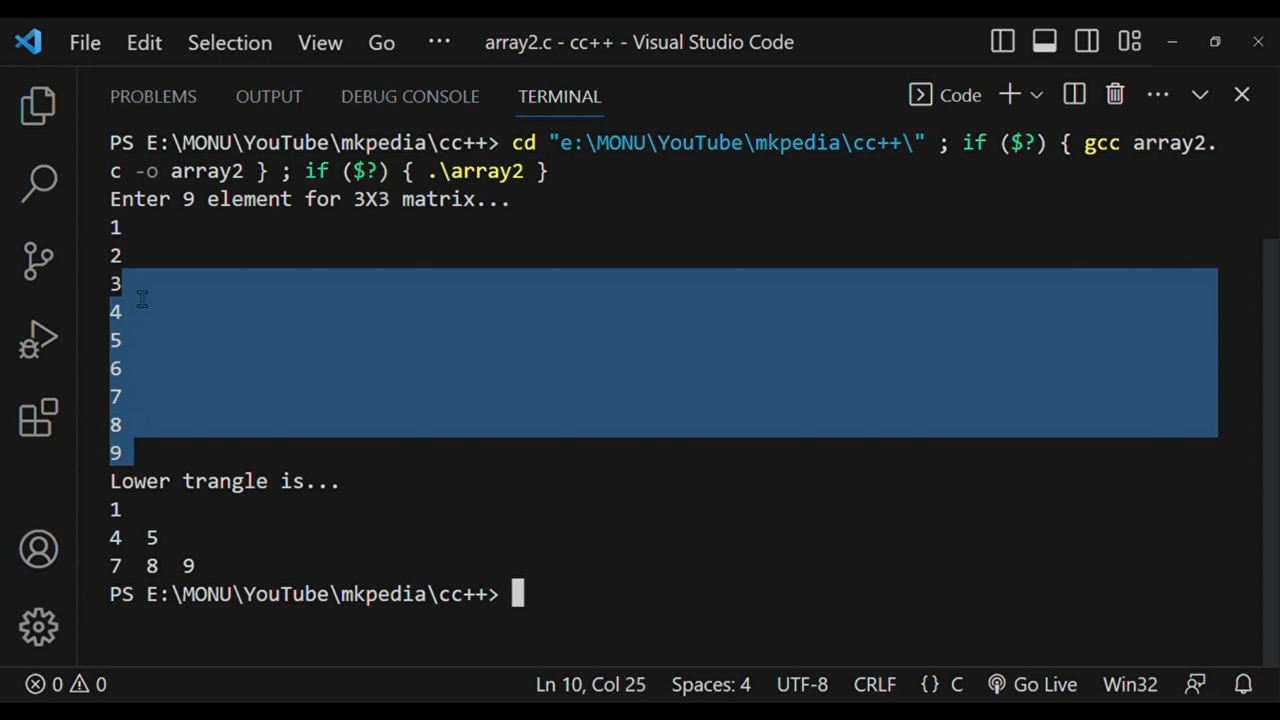 File Edit Selection View Go ··· array2.c - cc++ - Visual Studio Code
PROBLEMS OUTPUT DEBUG CONSOLE TERMINAL Code
PS E:\MONU\YouTube\mkpedia\cc++> cd "e:\MONU\YouTube\mkpedia\cc++\" ; if ($?) { gcc array2.
c -o array2 } ; if ($?) { .\array2 }
Enter 9 element for 3X3 matrix...
1
2
3
4
5
6
7
8
9
Lower trangle is...
1
4 5
7 8 9
PS E:\MONU\YouTube\mkpedia\cc++>
0 0 Ln 10, Col 25 Spaces: 4 UTF-8 CRLF {} C Go Live Win32